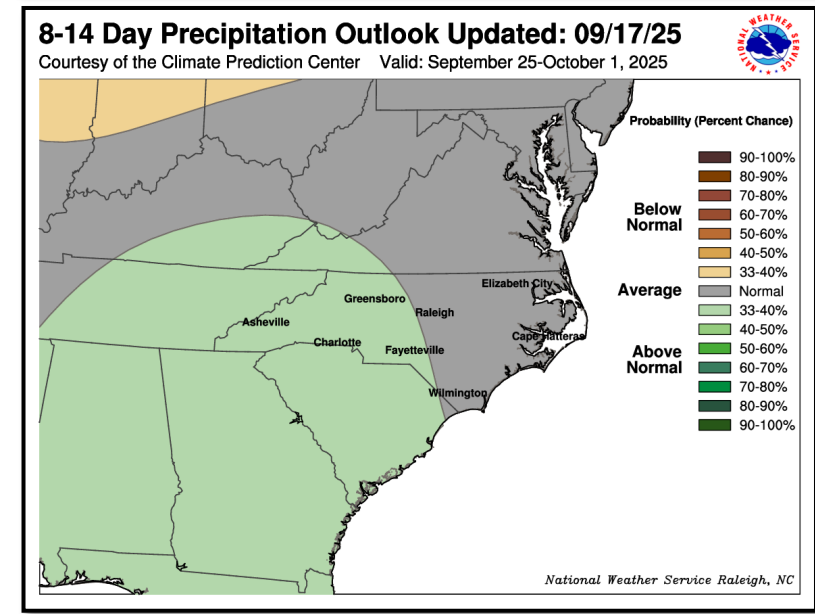 8-14 Day Precipitation Outlook Updated: 09/17/25
Courtesy of the Climate Prediction Center Valid: September 25-October 1, 2025
NATIONAL WEATHER SERVICE
Probability (Percent Chance)
90-100%
80-90%
70-80%
Below
Normal
60-70%
50-60%
40-50%
33-40%
Average
Normal
33-40%
40-50%
50-60%
Above
Normal
60-70%
70-80%
80-90%
90-100%
Elizabeth City
Greensboro
Raleigh
Asheville
Cape Hatteras
Charlotte
Fayetteville
Wilmington
National Weather Service Raleigh, NC